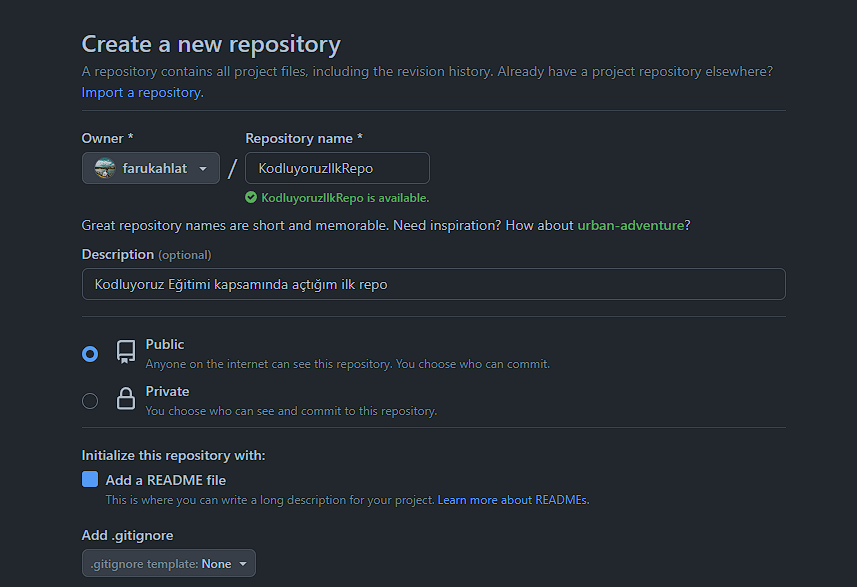 Create a new repository
A repository contains all project files, including the revision history. Already have a project repository elsewhere?
Import a repository.
Owner * Repository name *
farukahlat / KodluyoruzIlkRepo
KodluyoruzIlkRepo is available.
Great repository names are short and memorable. Need inspiration? How about urban-adventure?
Description (optional)
Kodluyoruz Eğitimi kapsamında açtığım ilk repo
Public
Anyone on the internet can see this repository. You choose who can commit.
Private
You choose who can see and commit to this repository.
Initialize this repository with:
Add a README file
This is where you can write a long description for your project. Learn more about READMEs.
Add .gitignore
.gitignore template: None